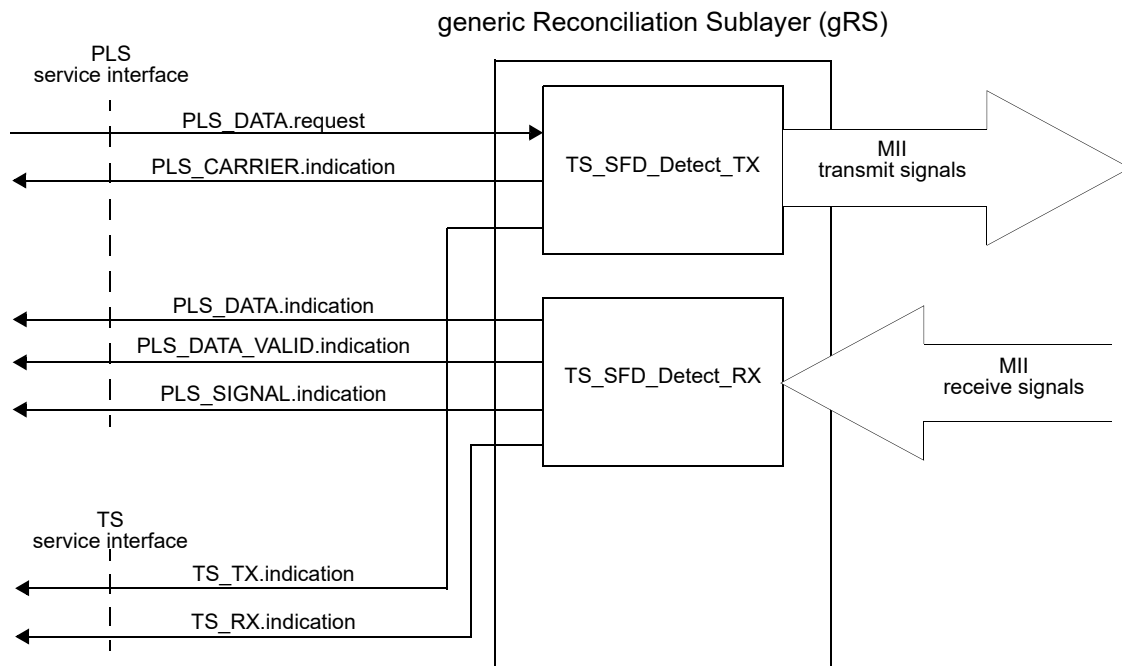 generic Reconciliation Sublayer (gRS)
PLS
service interface
PLS_DATA.request
PLS_CARRIER.indication
TS_SFD_Detect_TX
MII
transmit signals
PLS_DATA.indication
PLS_DATA_VALID.indication
PLS_SIGNAL.indication
TS_SFD_Detect_RX
MII
receive signals
TS
service interface
TS_TX.indication
TS_RX.indication